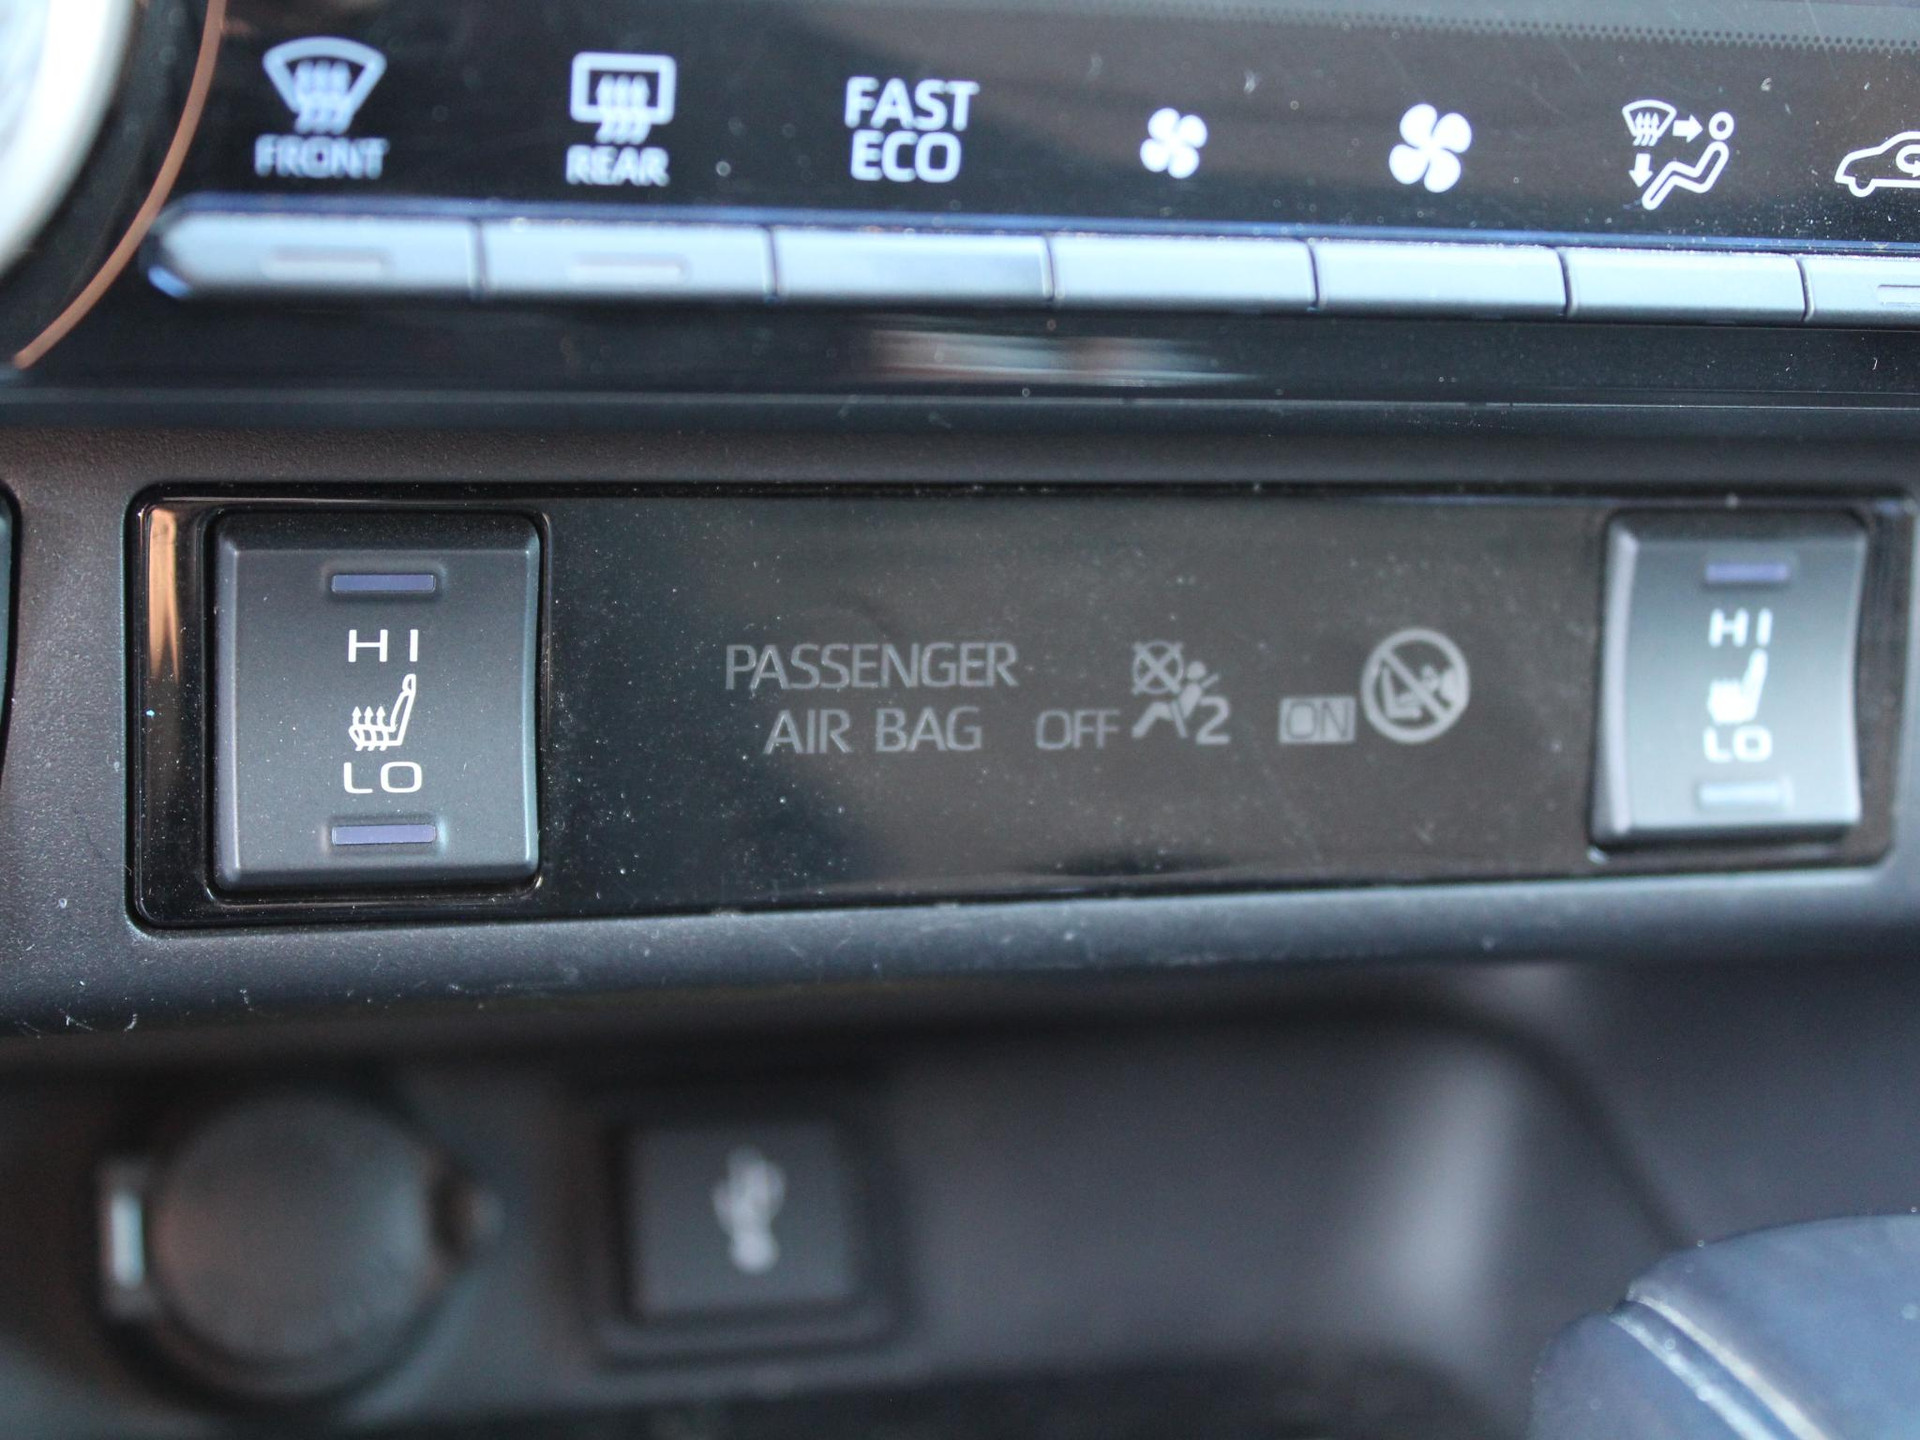 FRONT
REAR
FAST
ECO
HI
LO
PASSENGER
AIR BAG OFF 2 ON
HI
LO